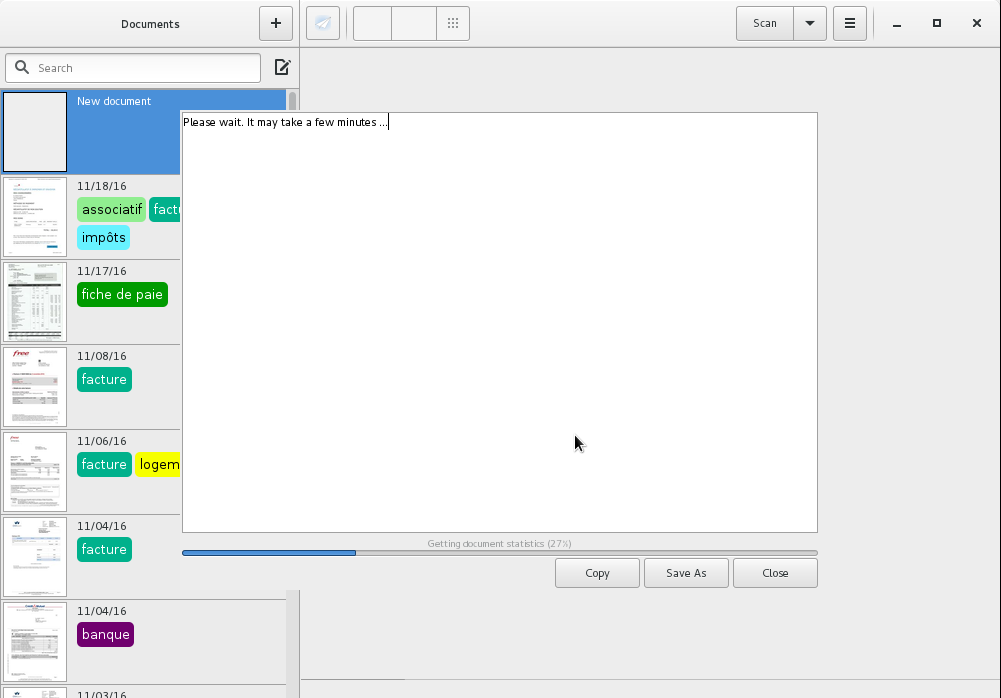 Documents
Scan
Search
New document
Please wait. It may take a few minutes ...
11/18/16
associatif
impôts
11/17/16
fiche de paie
11/08/16
free
facture
11/06/16
facture
11/04/16
facture
Getting document statistics (27%)
Copy
Save As
Close
11/04/16
banque
11/03/16